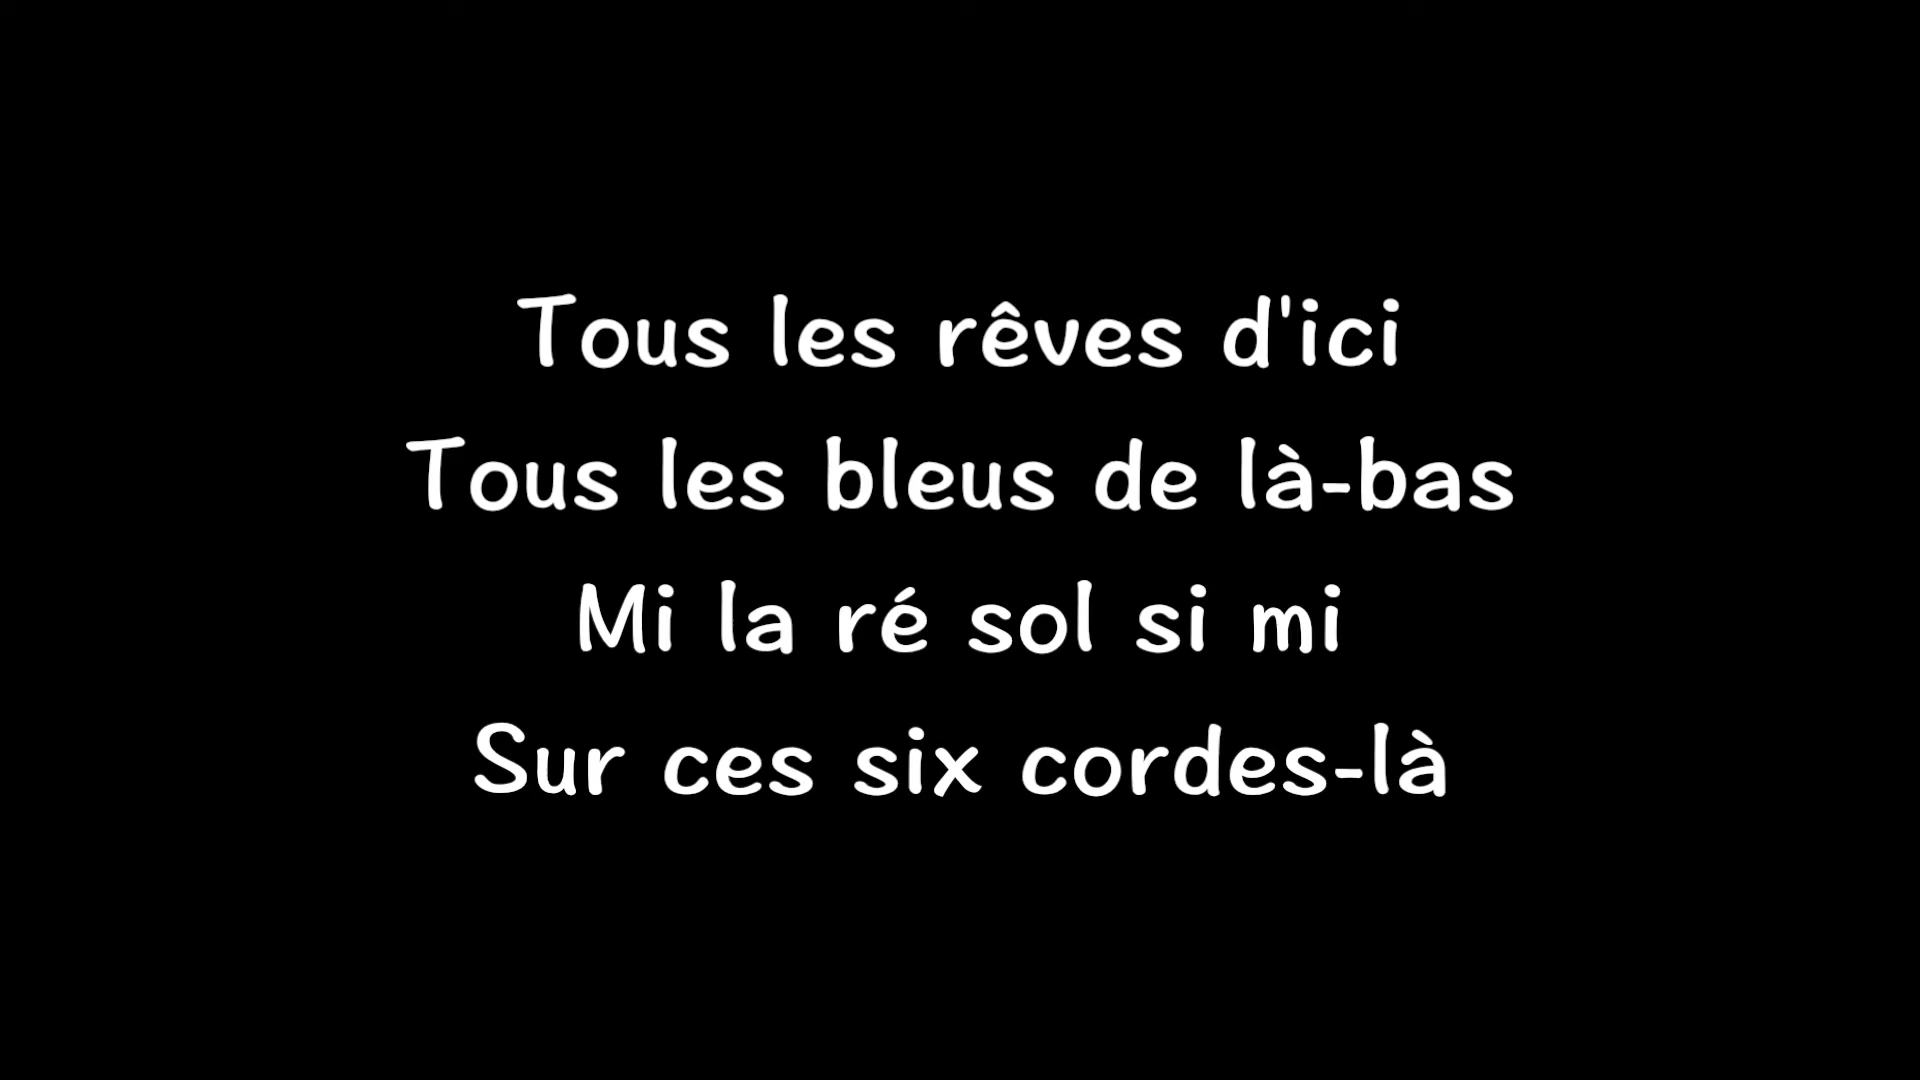 Tous les rêves d'ici
Tous les bleus de là-bas
Mi la ré sol si mi
Sur ces six cordes-là